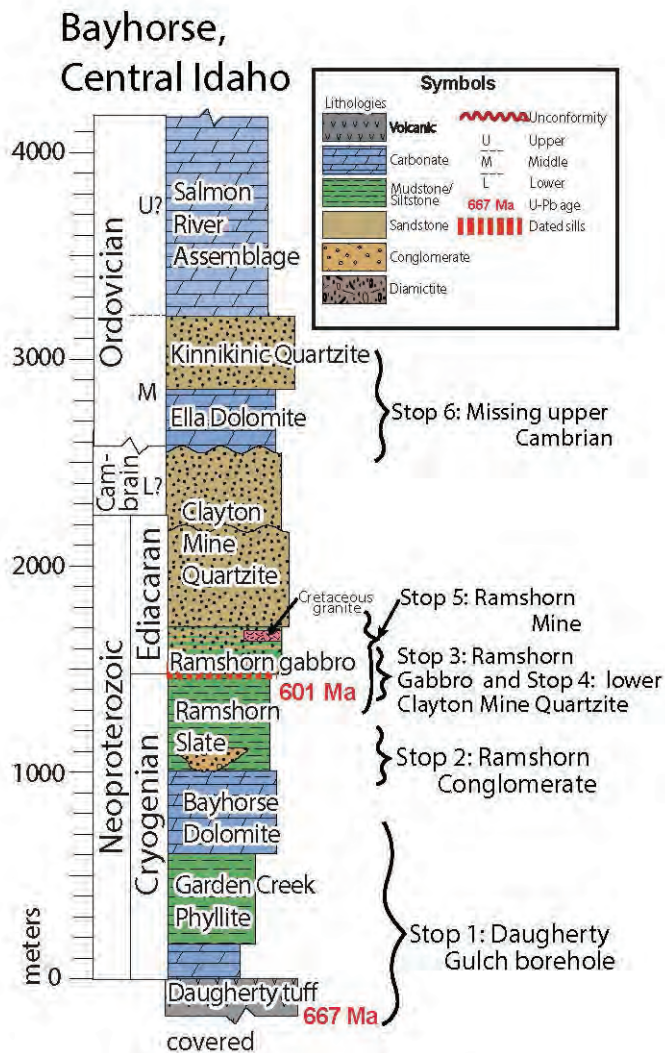 Bayhorse,
Central Idaho
Symbols
Lithologies
Volcanic
Carbonate
Mudstone/
Siltstone
Sandstone
Conglomerate
Diamictite
Unconformity
U Upper
M Middle
L Lower
667 Ma U-Pb age
Dated sills
4000
3000
2000
1000
0
meters
Ordovician
U?
M
Cam-
brain
L?
Neoproterozoic
Ediacaran
Cryogenian
Salmon
River
Assemblage
Kinnikinic Quartzite
Ella Dolomite
Clayton
Mine
Quartzite
Cretaceous
granite
Ramshorn gabbro
601 Ma
Ramshorn
Slate
Bayhorse
Dolomite
Garden Creek
Phyllite
Daugherty tuff
667 Ma
covered
Stop 6: Missing upper
Cambrian
Stop 5: Ramshorn
Mine
Stop 3: Ramshorn
Gabbro and Stop 4: lower
Clayton Mine Quartzite
Stop 2: Ramshorn
Conglomerate
Stop 1: Daugherty
Gulch borehole